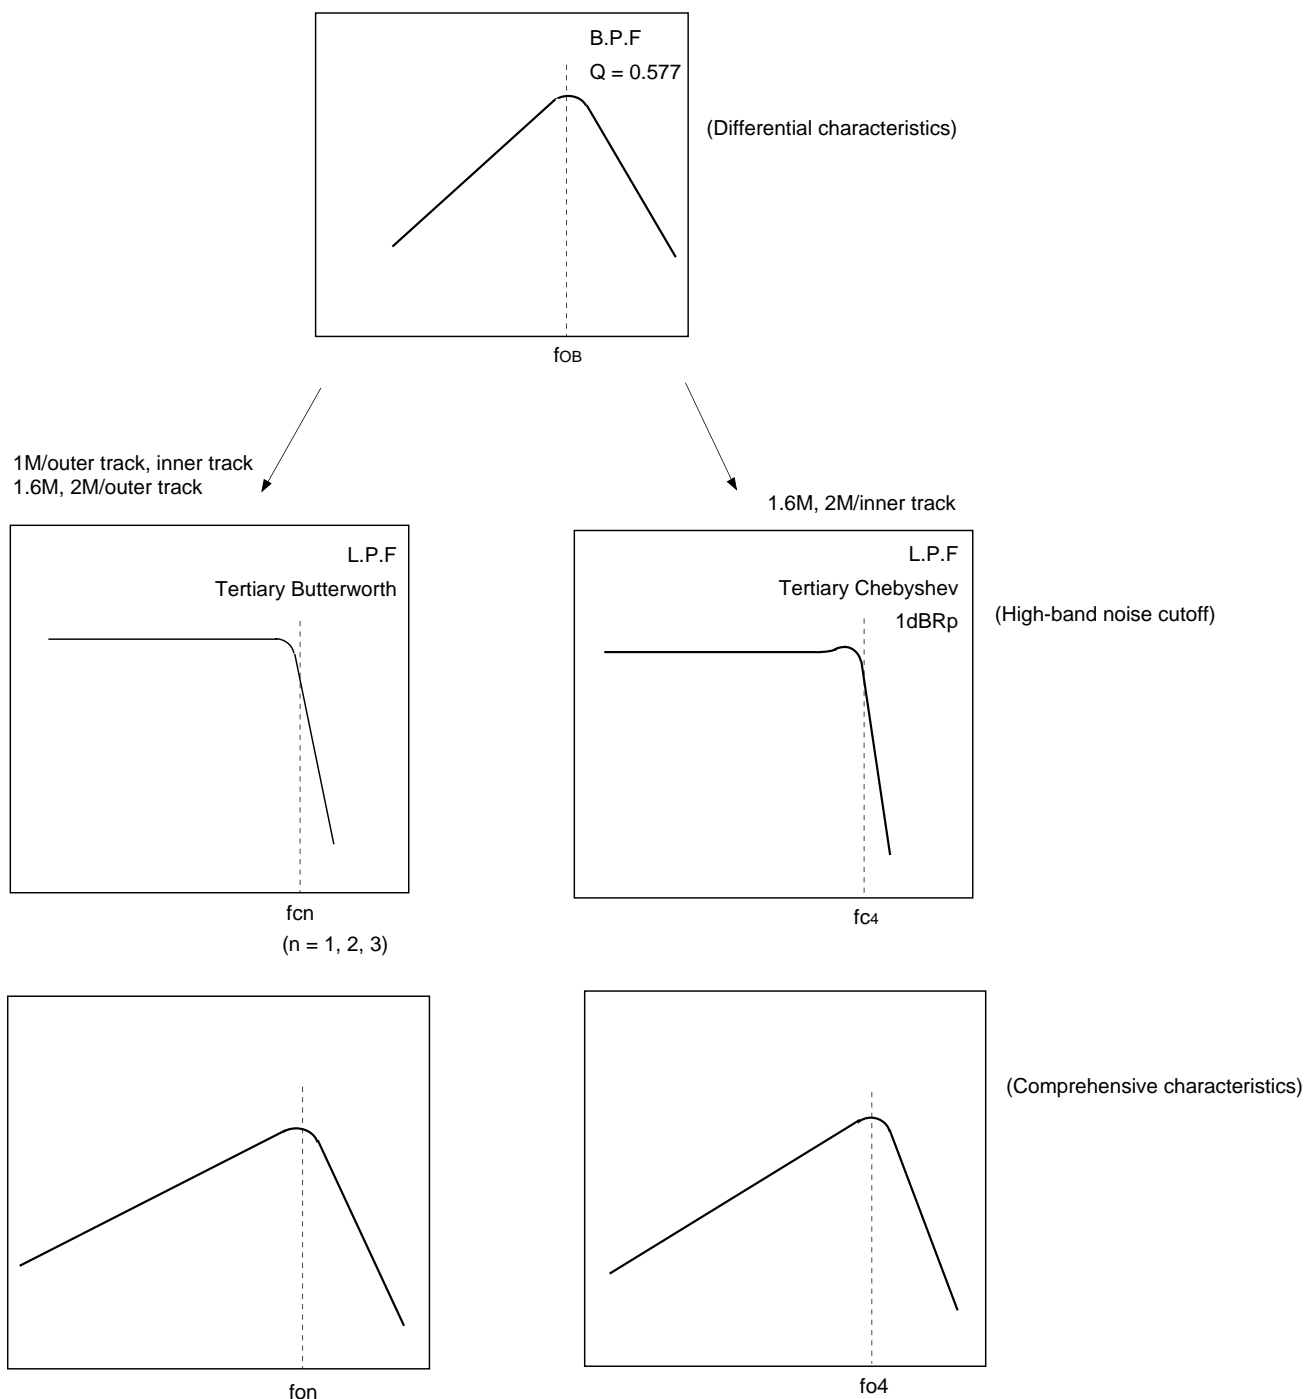 B.P.F
Q = 0.577
(Differential characteristics)
fOB
1M/outer track, inner track
1.6M, 2M/outer track
1.6M, 2M/inner track
L.P.F
Tertiary Butterworth
L.P.F
Tertiary Chebyshev
1dBRp
(High-band noise cutoff)
fcn
(n = 1, 2, 3)
fc4
(Comprehensive characteristics)
fon
fo4